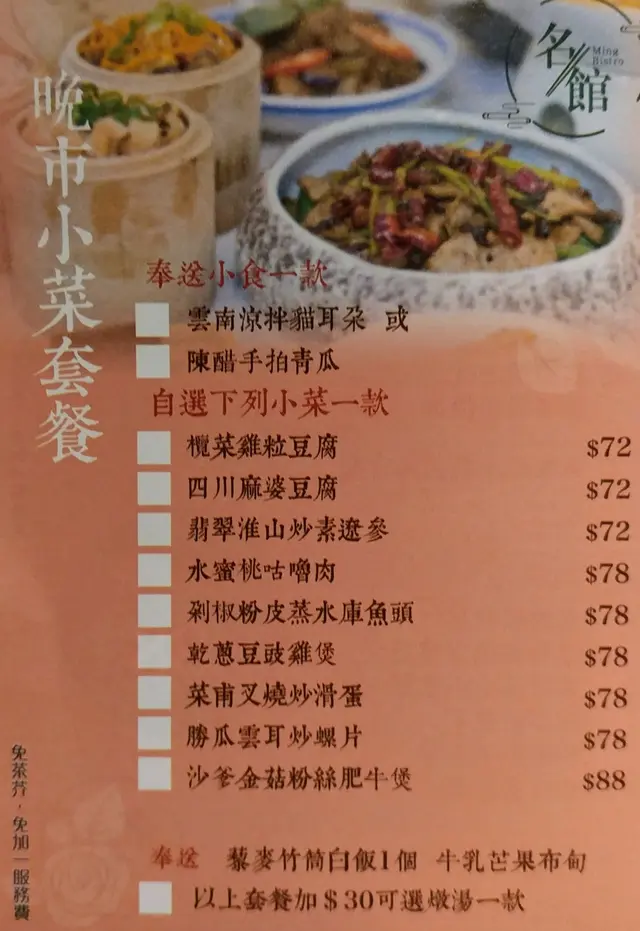 名館
Ming
Bistro
晚市小菜套餐
奉送小食一款
雲南涼拌貓耳朶 或
陳醋手拍青瓜
自選下列小菜一款
欖菜雞粒豆腐 $72
四川麻婆豆腐 $72
翡翠淮山炒素遼參 $72
水蜜桃咕嚕肉 $78
剁椒粉皮蒸水庫魚頭 $78
乾蔥豆豉雞煲 $78
菜甫叉燒炒滑蛋 $78
勝瓜雲耳炒螺片 $78
沙爹金菇粉絲肥牛煲 $88
奉送 藜麥竹筒白飯1個 牛乳芒果布甸
以上套餐加$30可選燉湯一款
免茶芥，免加一服務費